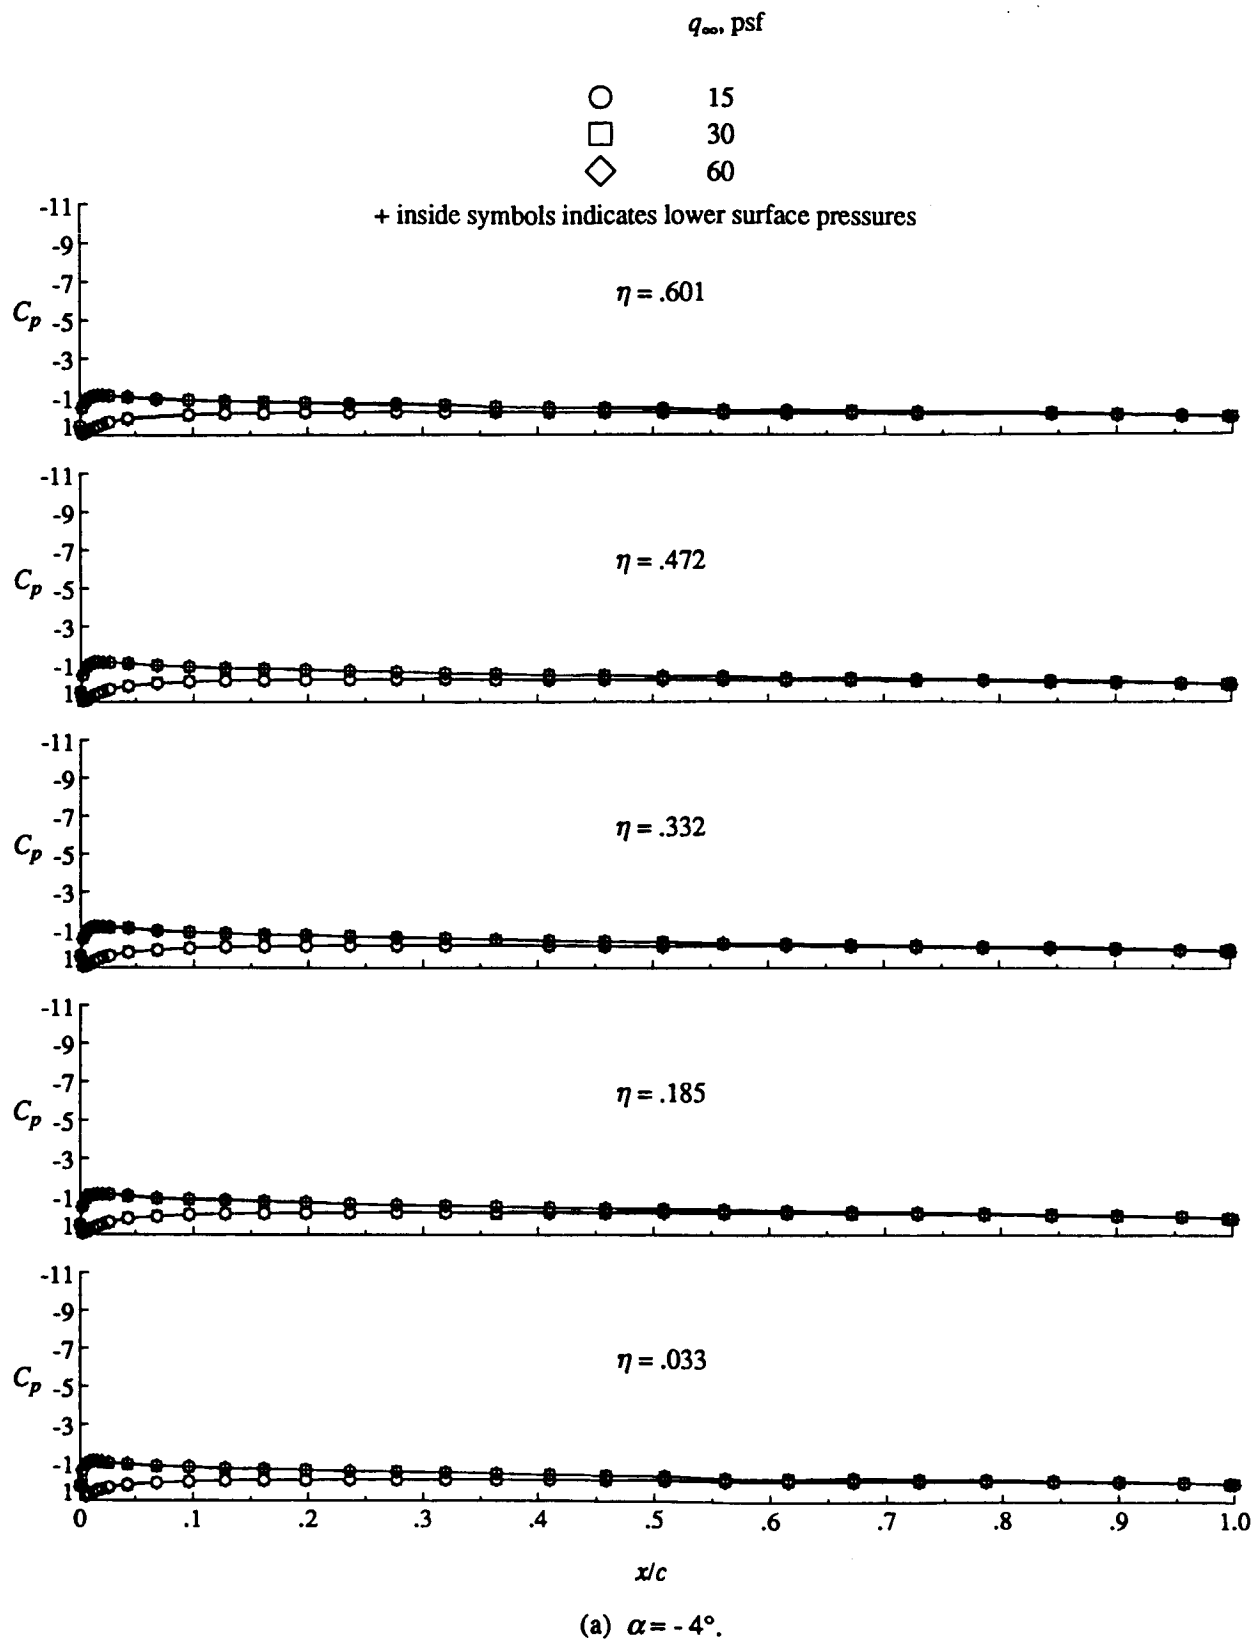 q∞, psf
○ 15
□ 30
◇ 60
+ inside symbols indicates lower surface pressures
-11
-9
-7
η = .601
Cp -5
-3
-1
1
-11
-9
-7
η = .472
Cp -5
-3
-1
1
-11
-9
-7
η = .332
Cp -5
-3
-1
1
-11
-9
-7
η = .185
Cp -5
-3
-1
1
-11
-9
-7
η = .033
Cp -5
-3
-1
1
0 .1 .2 .3 .4 .5 .6 .7 .8 .9 1.0
x/c
(a) α = - 4°.